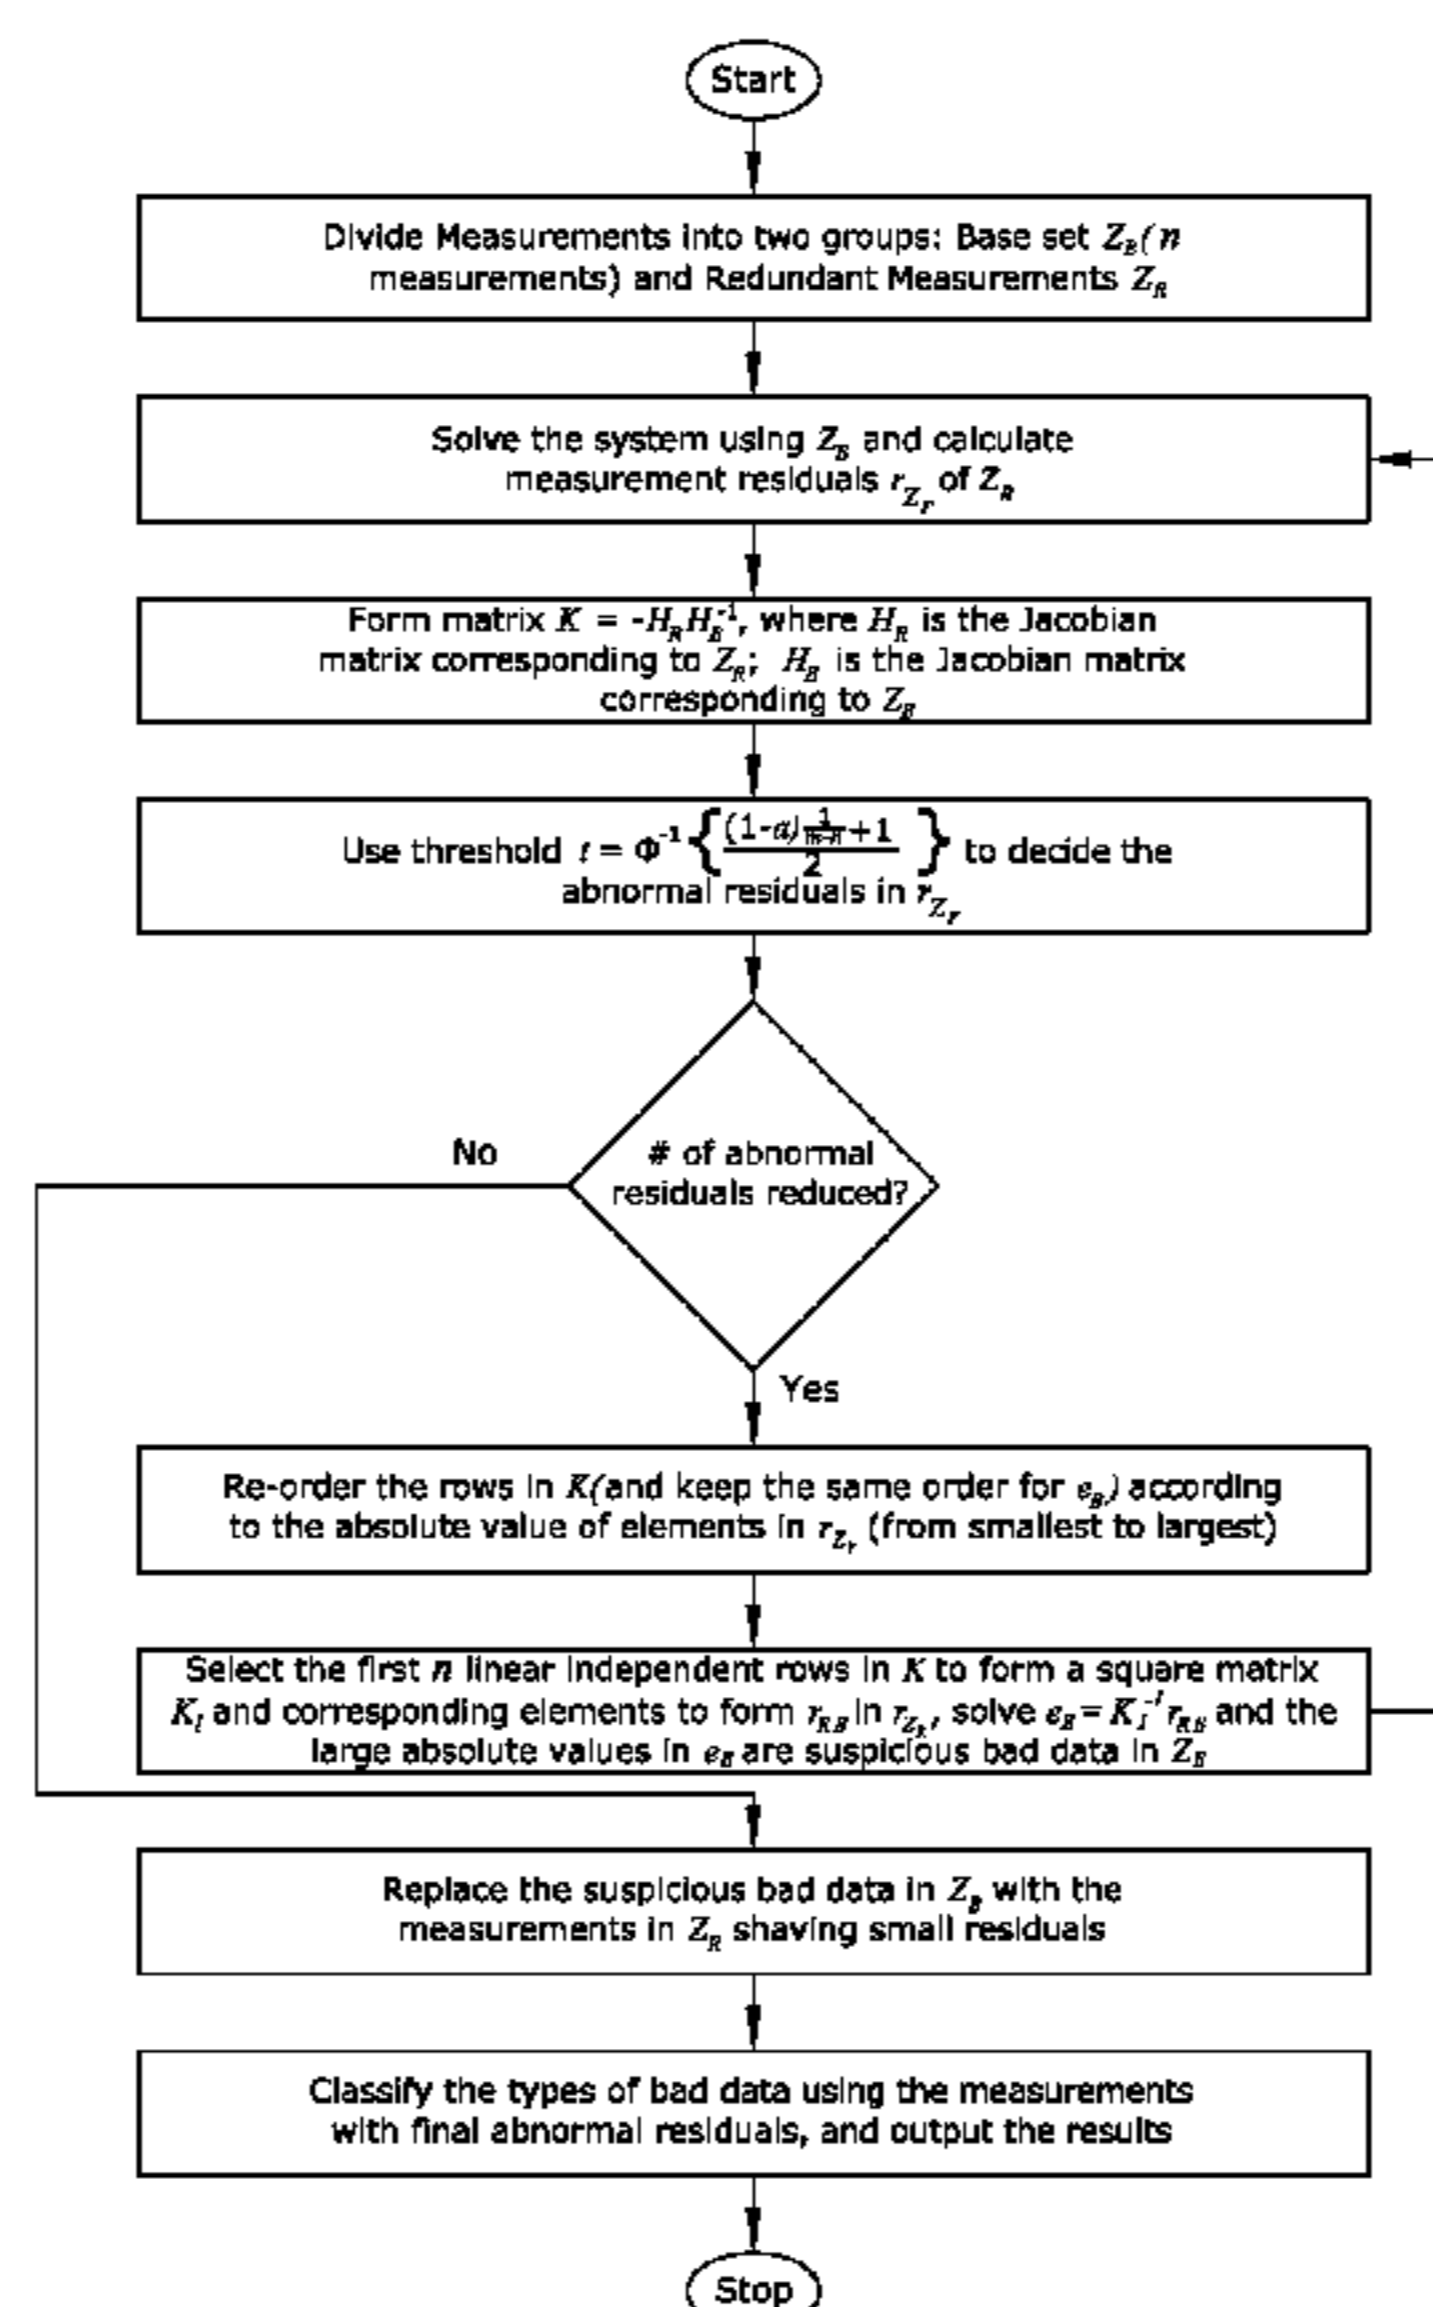 Start
Divide Measurements into two groups: Base set Z_B(n
measurements) and Redundant Measurements Z_R
Solve the system using Z_B and calculate
measurement residuals r_Z_r of Z_R
Form matrix K = -H_R H_B^-1, where H_R is the Jacobian
matrix corresponding to Z_R; H_B is the Jacobian matrix
corresponding to Z_B
Use threshold t = Φ^-1 { ((1-α)^(1/(m-n)) +1)/2 } to decide the
abnormal residuals in r_Z_r
No
# of abnormal
residuals reduced?
Yes
Re-order the rows in K(and keep the same order for e_B,) according
to the absolute value of elements in r_Z_r (from smallest to largest)
Select the first n linear independent rows in K to form a square matrix
K_I and corresponding elements to form r_RB in r_Z_R, solve e_B = K_I^-1 r_RB and the
large absolute values in e_B are suspicious bad data in Z_B
Replace the suspicious bad data in Z_B with the
measurements in Z_R shaving small residuals
Classify the types of bad data using the measurements
with final abnormal residuals, and output the results
Stop